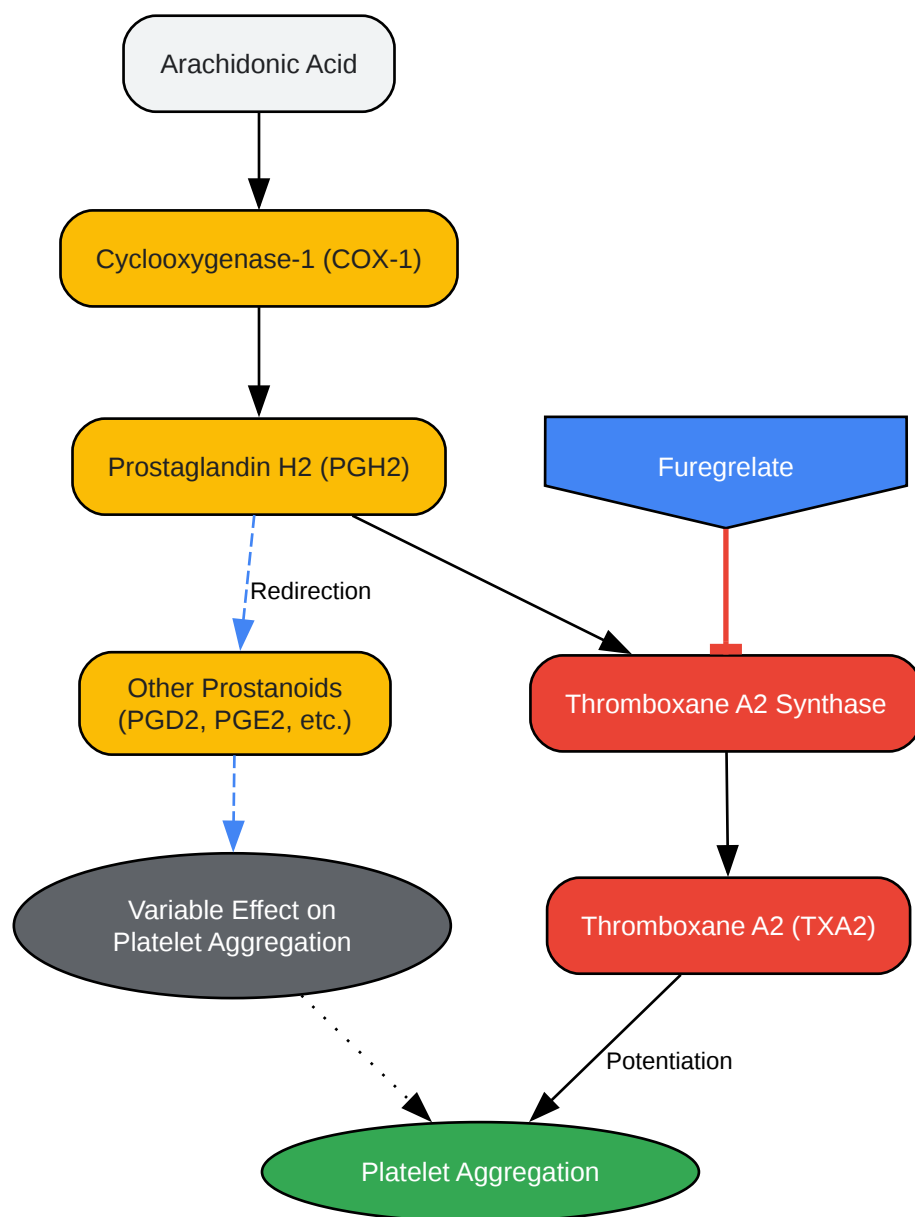 Arachidonic Acid
Cyclooxygenase-1 (COX-1)
Prostaglandin H2 (PGH2)
Furegrelate
Redirection
Other Prostanoids
(PGD2, PGE2, etc.)
Thromboxane A2 Synthase
Variable Effect on
Platelet Aggregation
Thromboxane A2 (TXA2)
Potentiation
Platelet Aggregation